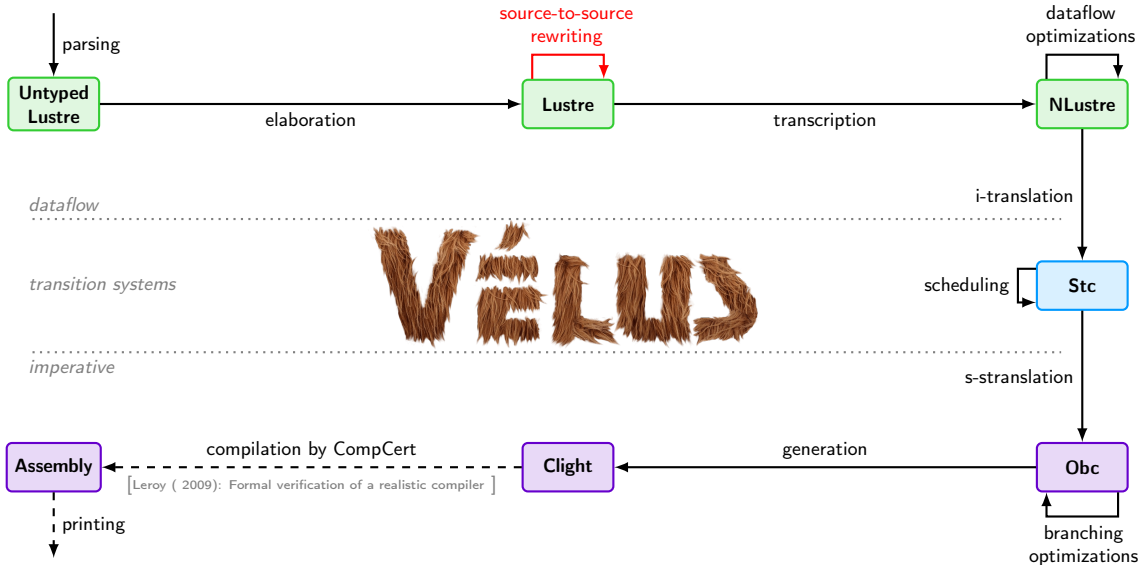 source-to-source
rewriting
dataflow
optimizations
parsing
Untyped
Lustre
Lustre
NLustre
elaboration
transcription
i-translation
dataflow
VÉLUS
transition systems
scheduling
Stc
imperative
s-stranslation
compilation by CompCert
generation
Assembly
Clight
Obc
[Leroy ( 2009): Formal verification of a realistic compiler ]
printing
branching
optimizations